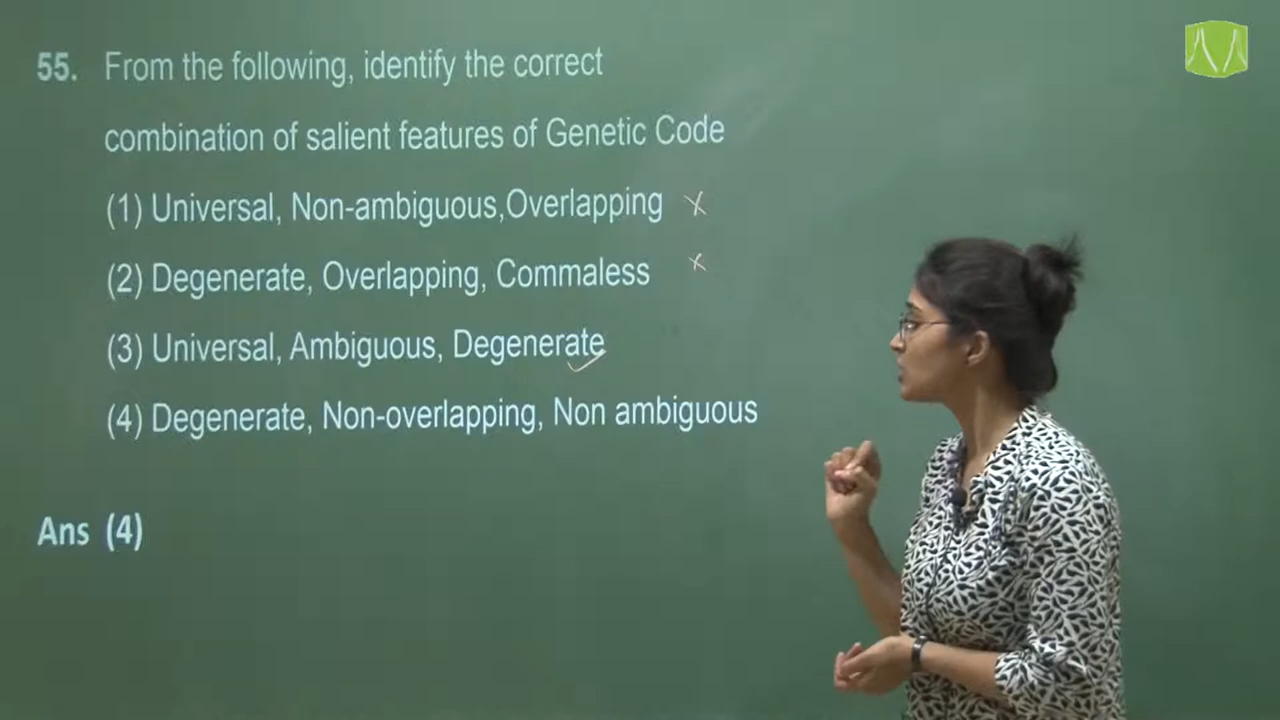 55. From the following, identify the correct
combination of salient features of Genetic Code
(1) Universal, Non-ambiguous,Overlapping
(2) Degenerate, Overlapping, Commaless
(3) Universal, Ambiguous, Degenerate
(4) Degenerate, Non-overlapping, Non ambiguous
Ans (4)